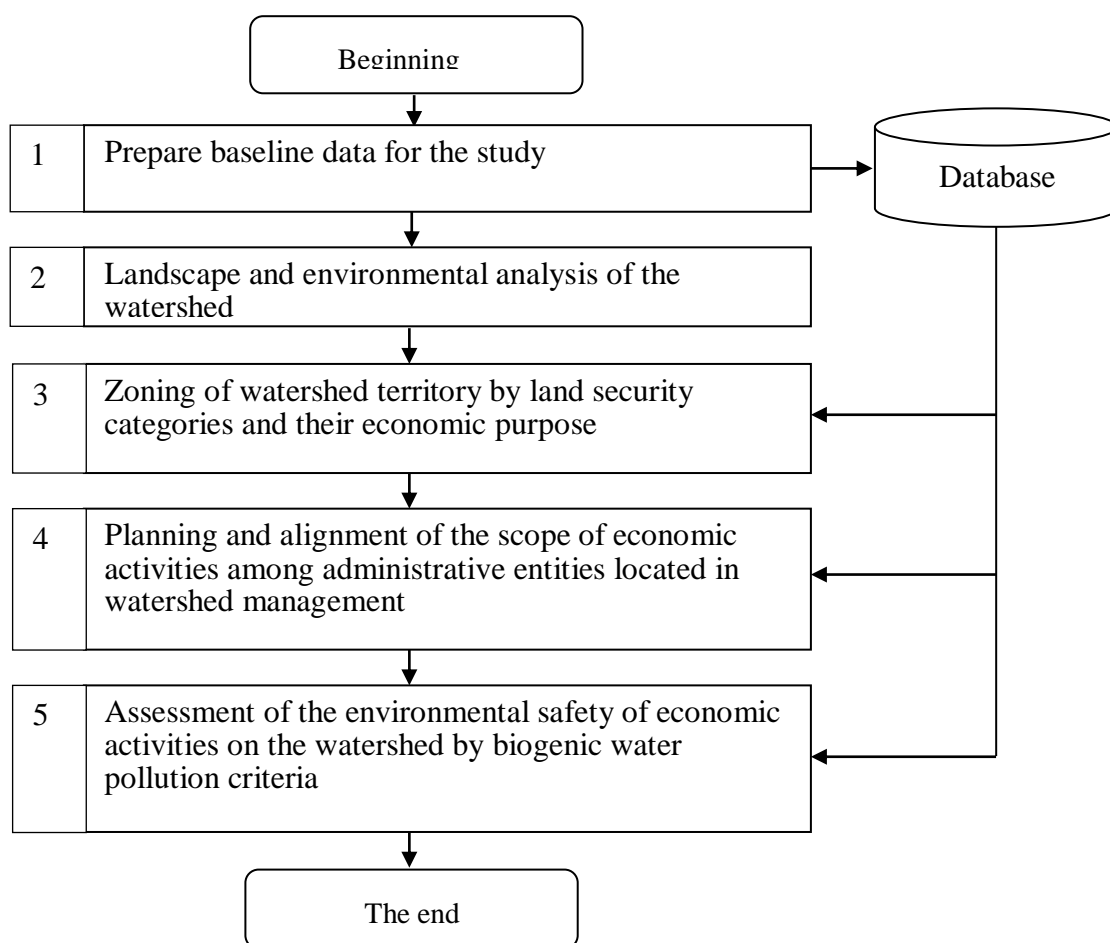 Beginning
1
Prepare baseline data for the study
Database
2
Landscape and environmental analysis of the
watershed
3
Zoning of watershed territory by land security
categories and their economic purpose
4
Planning and alignment of the scope of economic
activities among administrative entities located in
watershed management
5
Assessment of the environmental safety of economic
activities on the watershed by biogenic water
pollution criteria
The end